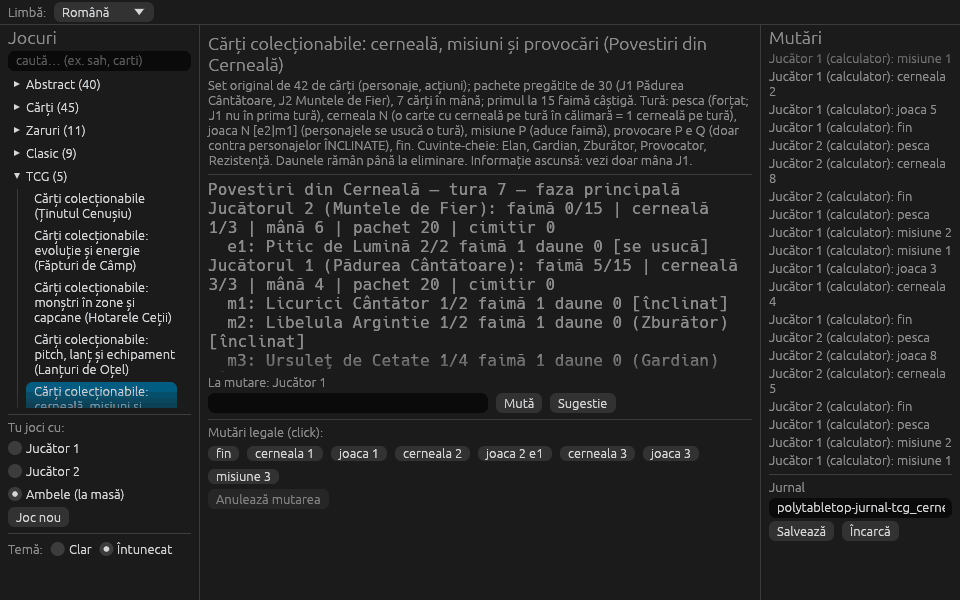 Limbă:
Română
Jocuri
caută... (ex. sah, carti)
Abstract (40)
Cărți (45)
Zaruri (11)
Clasic (9)
TCG (5)
Cărți colecționabile
(Ținutul Cenușiu)
Cărți colecționabile:
evoluție și energie
(Făpturi de Câmp)
Cărți colecționabile:
monștri în zone și
capcane (Hotarele Ceții)
Cărți colecționabile:
pitch, lanț și echipament
(Lanțuri de Oțel)
Cărți colecționabile:
cerneală, misiuni și
Tu joci cu:
Jucător 1
Jucător 2
Ambele (la masă)
Joc nou
Temă:
Clar
Întunecat
Cărți colecționabile: cerneală, misiuni și provocări (Povestiri din
Cerneală)
Set original de 42 de cărți (personaje, acțiuni); pachete pregătite de 30 (J1 Pădurea
Cântătoare, J2 Muntele de Fier), 7 cărți în mână; primul la 15 faimă câștigă. Tură: pesca (forțat;
J1 nu în prima tură), cerneala N (o carte cu cerneală pe tură în călimară = 1 cerneală pe tură),
joaca N [e2|m1] (personajele se usucă o tură), misiune P (aduce faimă), provocare P e Q (doar
contra personajelor ÎNCLINATE), fin. Cuvinte-cheie: Elan, Gardian, Zburător, Provocator,
Rezistență. Daunele rămân până la eliminare. Informație ascunsă: vezi doar mâna J1.
Povestiri din Cerneală — tura 7 — faza principală
Jucătorul 2 (Muntele de Fier): faimă 0/15 | cerneală
1/3 | mână 6 | pachet 20 | cimitir 0
e1: Pitic de Lumină 2/2 faimă 1 daune 0 [se usucă]
Jucătorul 1 (Pădurea Cântătoare): faimă 5/15 | cerneală
3/3 | mână 4 | pachet 20 | cimitir 0
m1: Licurici Cântător 1/2 faimă 1 daune 0 [înclinat]
m2: Libelula Argintie 1/2 faimă 1 daune 0 (Zburător)
[înclinat]
m3: Ursuleț de Cetate 1/4 faimă 1 daune 0 (Gardian)
La mutare: Jucător 1
Mută
Sugestie
Mutări legale (click):
fin
cerneala 1
joaca 1
cerneala 2
joaca 2 e1
cerneala 3
joaca 3
misiune 3
Anulează mutarea
Mutări
Jucător 1 (calculator): misiune 1
Jucător 1 (calculator): cerneala
2
Jucător 1 (calculator): joaca 5
Jucător 1 (calculator): fin
Jucător 2 (calculator): pesca
Jucător 2 (calculator): cerneala
8
Jucător 2 (calculator): fin
Jucător 1 (calculator): pesca
Jucător 1 (calculator): misiune 2
Jucător 1 (calculator): misiune 1
Jucător 1 (calculator): joaca 3
Jucător 1 (calculator): cerneala
4
Jucător 1 (calculator): fin
Jucător 2 (calculator): pesca
Jucător 2 (calculator): joaca 8
Jucător 2 (calculator): cerneala
5
Jucător 2 (calculator): fin
Jucător 1 (calculator): pesca
Jucător 1 (calculator): misiune 2
Jucător 1 (calculator): misiune 1
Jurnal
polytabletop-jurnal-tcg_cerne
Salvează
Încarcă